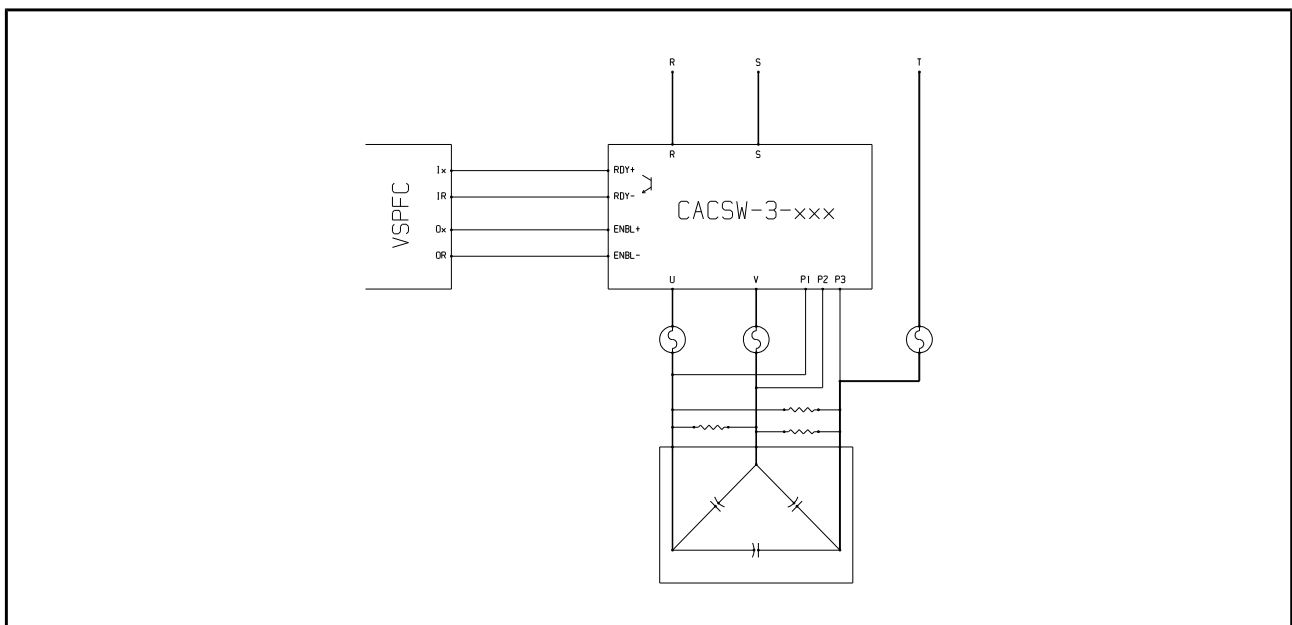 R S T
R S
Ix RDY+
IR RDY-
VSPFC CACSW-3-xxx
Ox ENBL+
OR ENBL-
U V P1 P2 P3